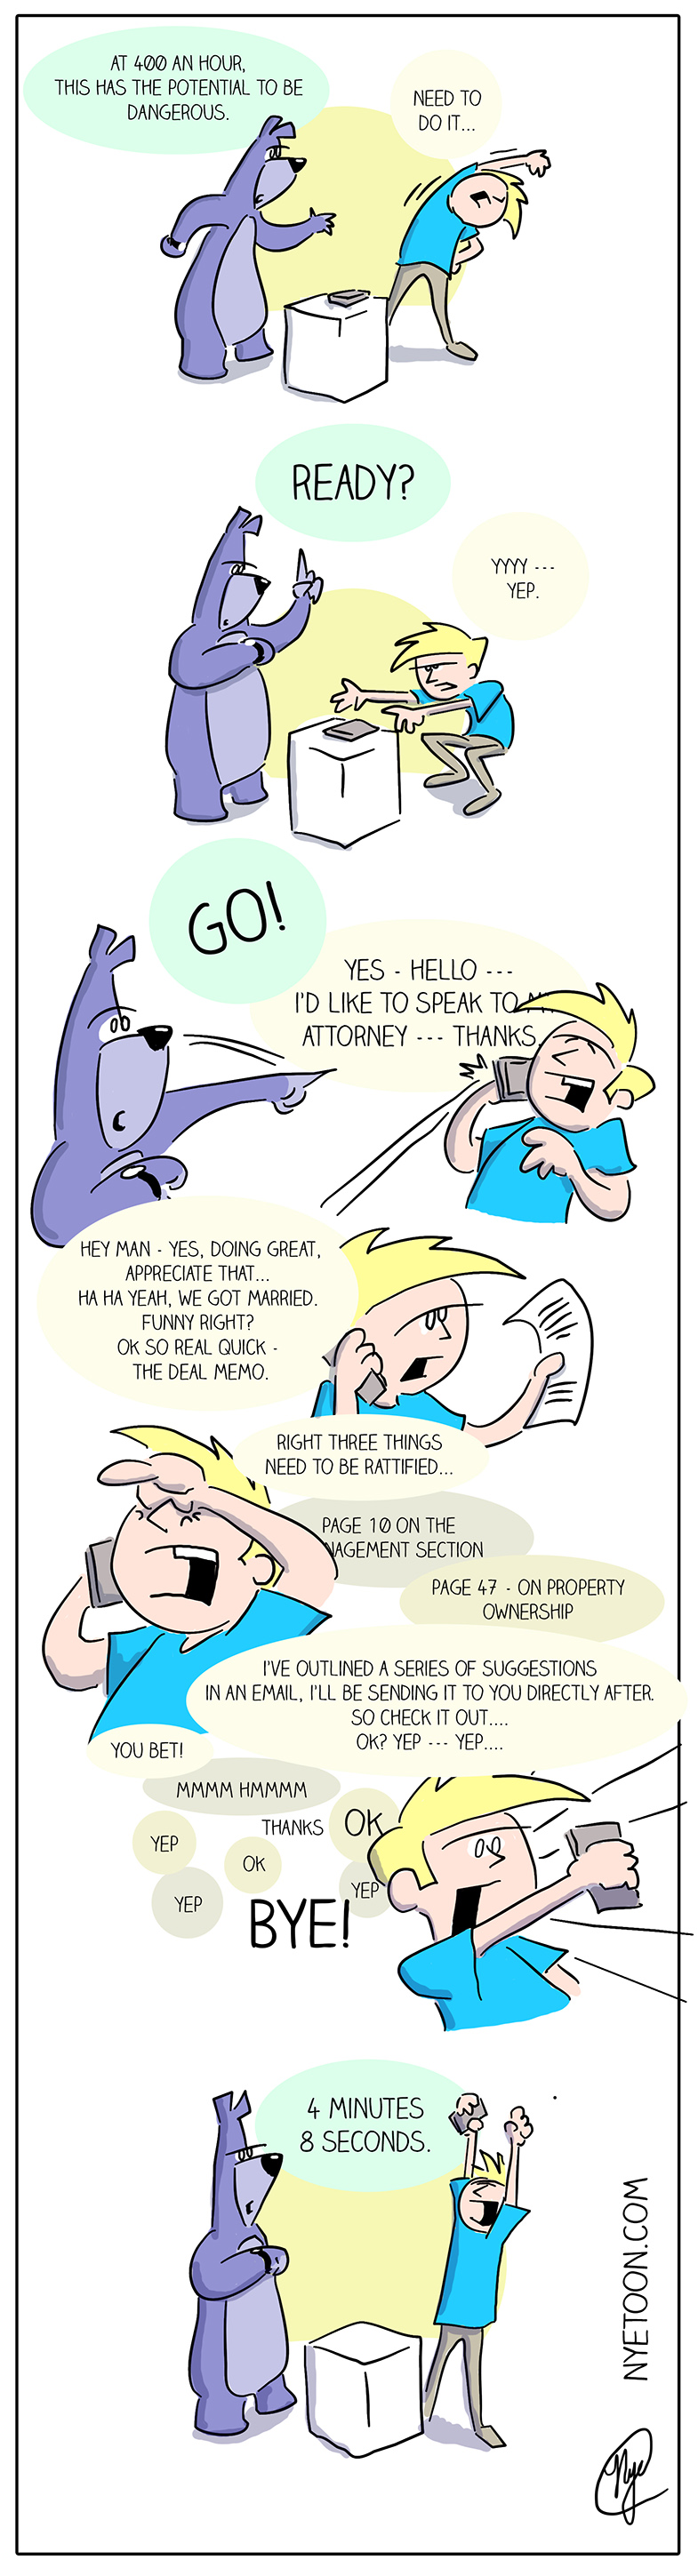 AT 400 AN HOUR,
THIS HAS THE POTENTIAL TO BE
DANGEROUS.
NEED TO
DO IT...
READY?
YYYY ---
YEP.
GO!
YES - HELLO ---
I'D LIKE TO SPEAK TO MY
ATTORNEY --- THANKS.
HEY MAN - YES, DOING GREAT,
APPRECIATE THAT...
HA HA YEAH, WE GOT MARRIED.
FUNNY RIGHT?
OK SO REAL QUICK -
THE DEAL MEMO.
RIGHT THREE THINGS
NEED TO BE RATTIFIED...
PAGE 10 ON THE
NAGEMENT SECTION
PAGE 47 - ON PROPERTY
OWNERSHIP
I'VE OUTLINED A SERIES OF SUGGESTIONS
IN AN EMAIL, I'LL BE SENDING IT TO YOU DIRECTLY AFTER.
SO CHECK IT OUT....
OK? YEP --- YEP....
YOU BET!
MMMM HMMMM
THANKS
OK
YEP
OK
YEP
YEP
BYE!
4 MINUTES
8 SECONDS.
NYETOON.COM
Nye